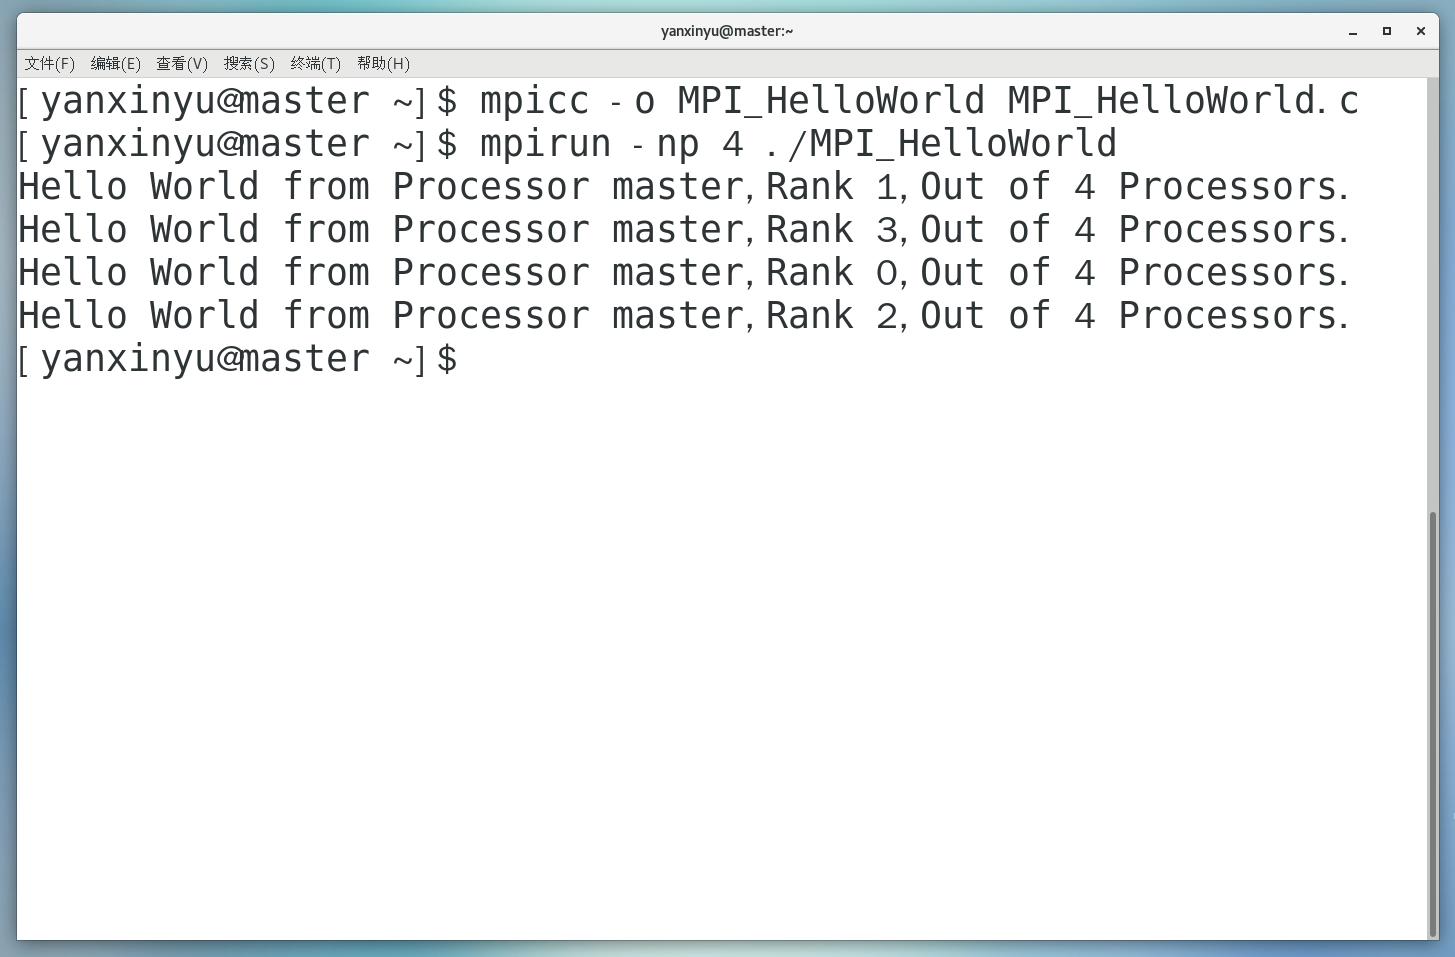 yanxinyu@master:~
文件(F) 编辑(E) 查看(V) 搜索(S) 终端(T) 帮助(H)
[yanxinyu@master ~]$ mpicc -o MPI_HelloWorld MPI_HelloWorld.c
[yanxinyu@master ~]$ mpirun -np 4 ./MPI_HelloWorld
Hello World from Processor master,Rank 1,Out of 4 Processors.
Hello World from Processor master,Rank 3,Out of 4 Processors.
Hello World from Processor master,Rank 0,Out of 4 Processors.
Hello World from Processor master,Rank 2,Out of 4 Processors.
[yanxinyu@master ~]$